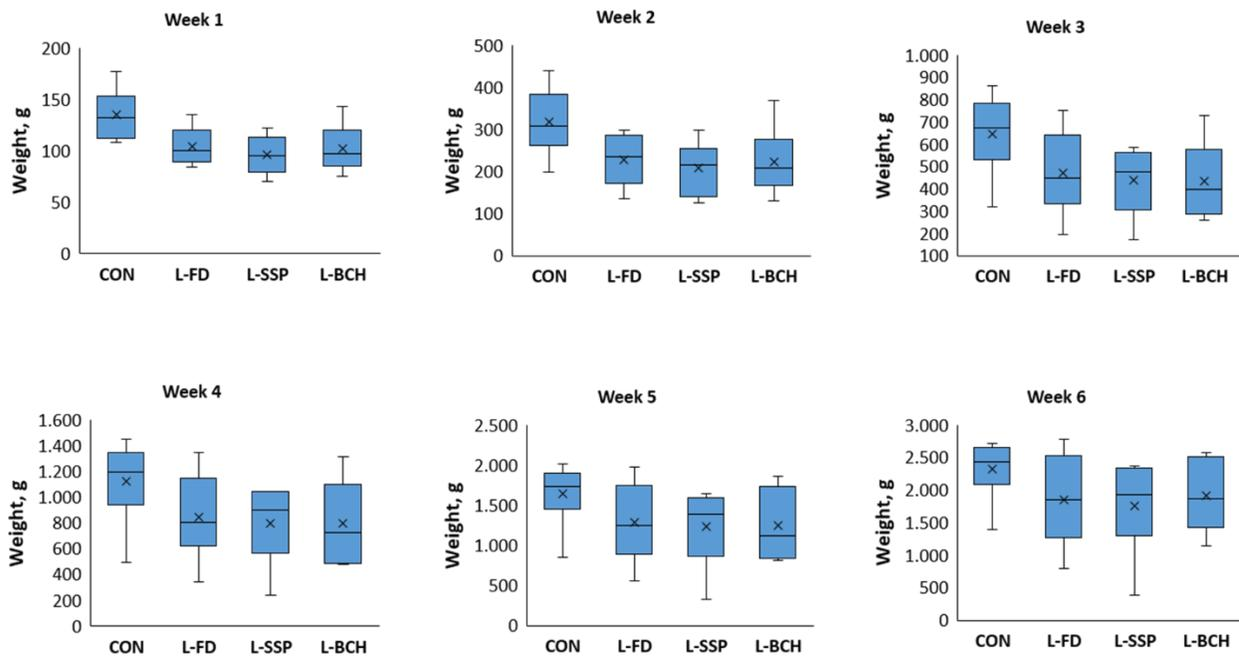 Week 1
Weight, g
200
150
100
50
0
CON L-FD L-SSP L-BCH
Week 2
Weight, g
500
400
300
200
100
0
CON L-FD L-SSP L-BCH
Week 3
Weight, g
1.000
900
800
700
600
500
400
300
200
100
CON L-FD L-SSP L-BCH
Week 4
Weight, g
1.600
1.400
1.200
1.000
800
600
400
200
0
CON L-FD L-SSP L-BCH
Week 5
Weight, g
2.500
2.000
1.500
1.000
500
0
CON L-FD L-SSP L-BCH
Week 6
Weight, g
3.000
2.500
2.000
1.500
1.000
500
0
CON L-FD L-SSP L-BCH